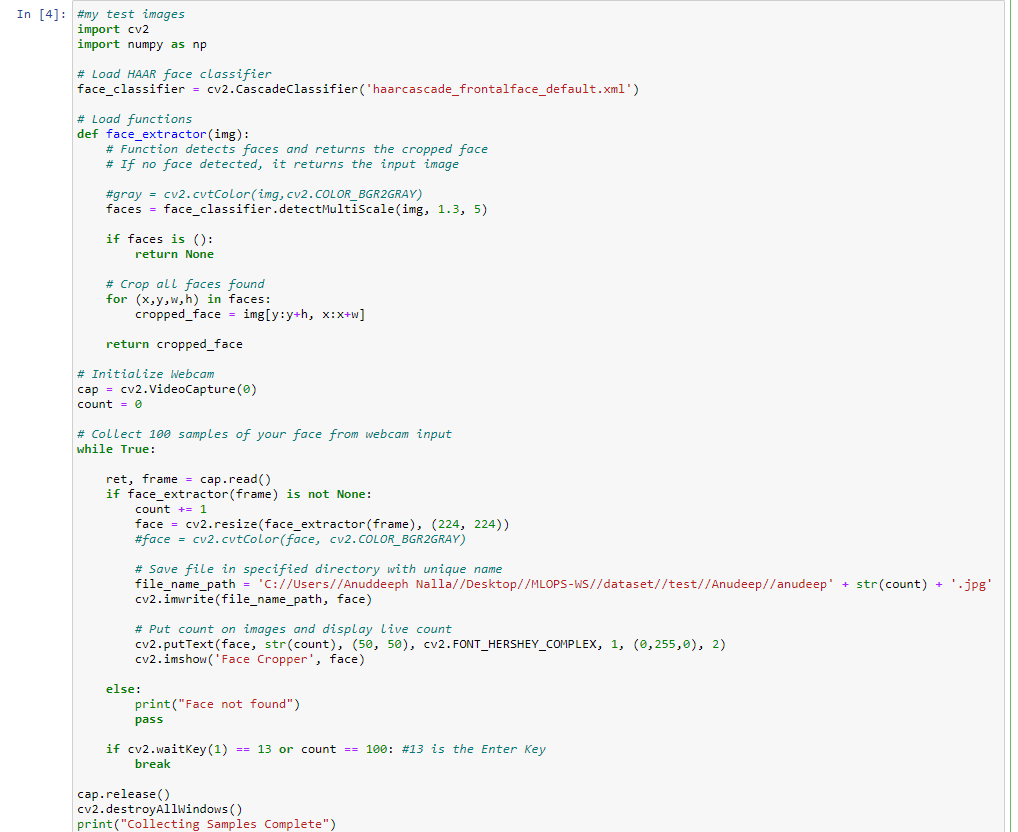 In [4]: #my test images
import cv2
import numpy as np

# Load HAAR face classifier
face_classifier = cv2.CascadeClassifier('haarcascade_frontalface_default.xml')

# Load functions
def face_extractor(img):
    # Function detects faces and returns the cropped face
    # If no face detected, it returns the input image

    #gray = cv2.cvtColor(img,cv2.COLOR_BGR2GRAY)
    faces = face_classifier.detectMultiScale(img, 1.3, 5)

    if faces is ():
        return None

    # Crop all faces found
    for (x,y,w,h) in faces:
        cropped_face = img[y:y+h, x:x+w]

    return cropped_face

# Initialize Webcam
cap = cv2.VideoCapture(0)
count = 0

# Collect 100 samples of your face from webcam input
while True:

    ret, frame = cap.read()
    if face_extractor(frame) is not None:
        count += 1
        face = cv2.resize(face_extractor(frame), (224, 224))
        #face = cv2.cvtColor(face, cv2.COLOR_BGR2GRAY)

        # Save file in specified directory with unique name
        file_name_path = 'C://Users//Anuddeeph Nalla//Desktop//MLOPS-WS//dataset//test//Anudeep//anudeep' + str(count) + '.jpg'
        cv2.imwrite(file_name_path, face)

        # Put count on images and display live count
        cv2.putText(face, str(count), (50, 50), cv2.FONT_HERSHEY_COMPLEX, 1, (0,255,0), 2)
        cv2.imshow('Face Cropper', face)

    else:
        print("Face not found")
        pass

    if cv2.waitKey(1) == 13 or count == 100: #13 is the Enter Key
        break

cap.release()
cv2.destroyAllWindows()
print("Collecting Samples Complete")